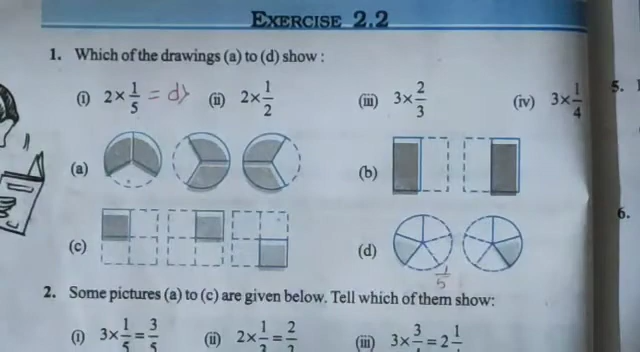 EXERCISE 2.2
1. Which of the drawings (a) to (d) show :
(i) 2×1/5 = d) (ii) 2×1/2 (iii) 3×2/3 (iv) 3×1/4
5.
(a) (b)
6.
(c) (d)
1/5
2. Some pictures (a) to (c) are given below. Tell which of them show:
(i) 3×1/5=3/5 (ii) 2×1/3=2/3 (iii) 3×3/4=2 1/4